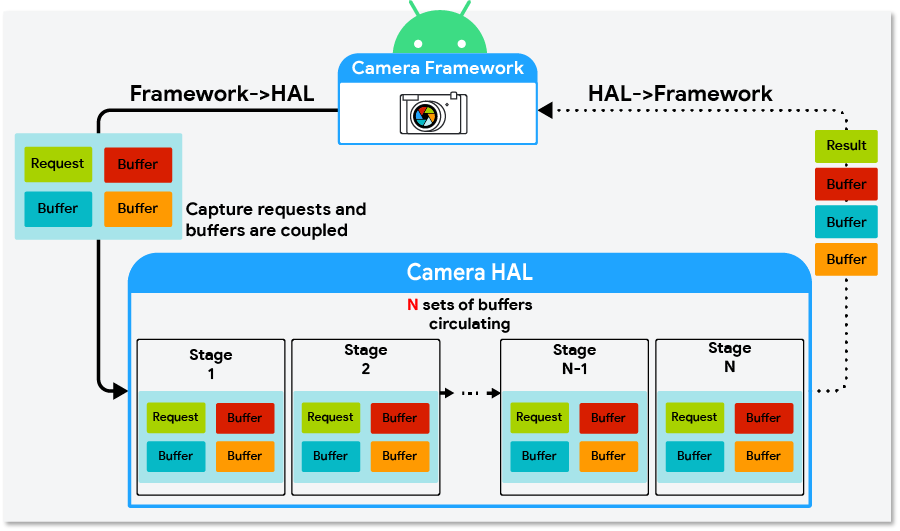 Camera Framework
Framework->HAL
HAL->Framework
Request
Buffer
Buffer
Buffer
Capture requests and
buffers are coupled
Result
Buffer
Buffer
Buffer
Camera HAL
N sets of buffers
circulating
Stage
1
Request
Buffer
Buffer
Buffer
Stage
2
Request
Buffer
Buffer
Buffer
Stage
N-1
Request
Buffer
Buffer
Buffer
Stage
N
Request
Buffer
Buffer
Buffer